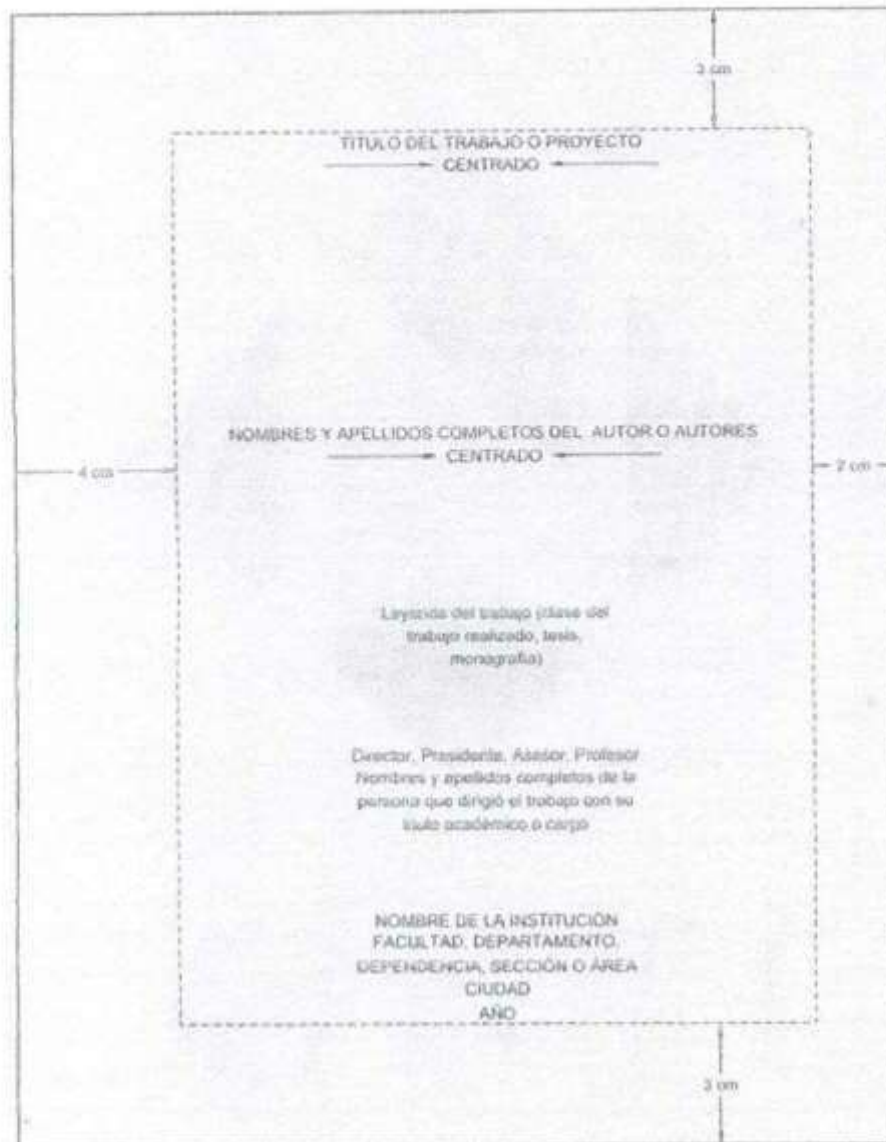 3 cm
TITULO DEL TRABAJO O PROYECTO
CENTRADO
NOMBRES Y APELLIDOS COMPLETOS DEL AUTOR O AUTORES
CENTRADO
4 cm
2 cm
Leyenda del trabajo (clase del
trabajo realizado, tesis,
monografía)
Director, Presidente, Asesor, Profesor
Nombres y apellidos completos de la
persona que dirigió el trabajo con su
título académico o cargo
NOMBRE DE LA INSTITUCIÓN
FACULTAD, DEPARTAMENTO,
DEPENDENCIA, SECCIÓN O ÁREA
CIUDAD
AÑO
3 cm